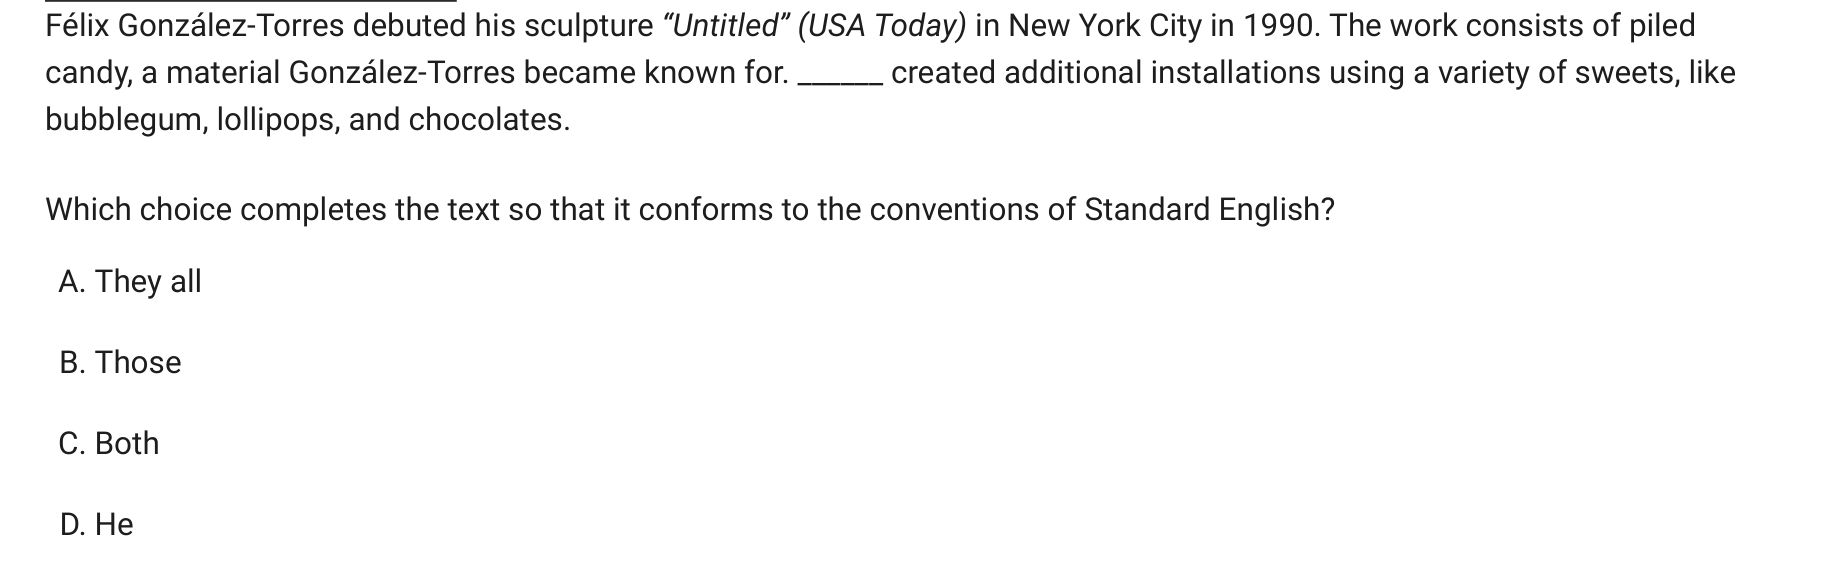 Félix González-Torres debuted his sculpture “Untitled” (USA Today) in New York City in 1990. The work consists of piled
candy, a material González-Torres became known for. ______ created additional installations using a variety of sweets, like
bubblegum, lollipops, and chocolates.
Which choice completes the text so that it conforms to the conventions of Standard English?
A. They all
B. Those
C. Both
D. He